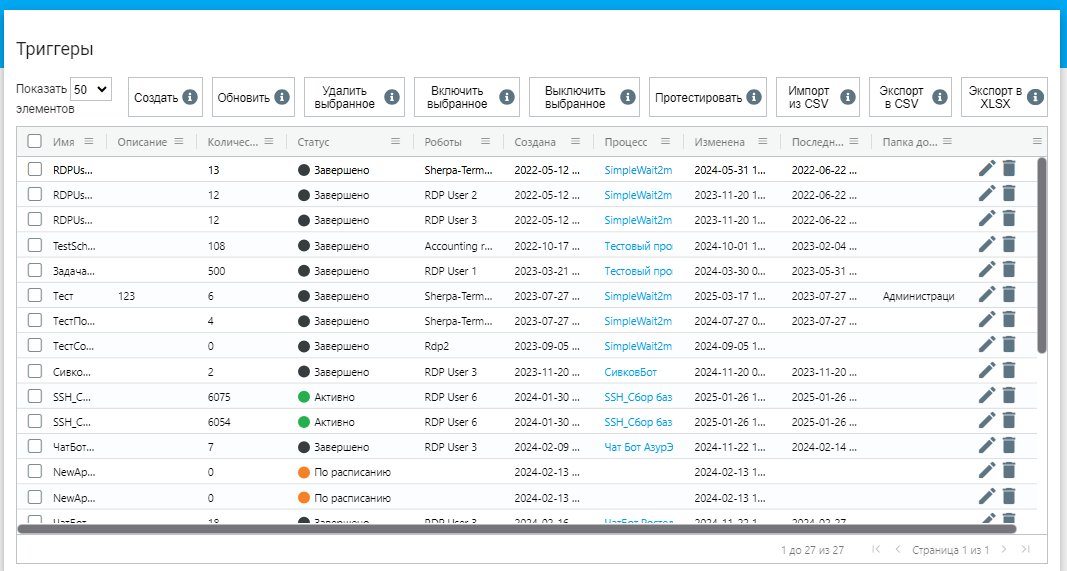 Триггеры
Показать 50 элементов Создать Обновить Удалить выбранное Включить выбранное Выключить выбранное Протестировать Импорт из CSV Экспорт в CSV Экспорт в XLSX
Имя Описание Количес... Статус Роботы Создана Процесс Изменена Последн... Папка до...
RDPUs... 13 Завершено Sherpa-Term... 2022-05-12 ... SimpleWait2m 2024-05-31 1... 2022-06-22 ...
RDPUs... 12 Завершено RDP User 2 2022-05-12 ... SimpleWait2m 2023-11-20 1... 2022-06-22 ...
RDPUs... 12 Завершено RDP User 3 2022-05-12 ... SimpleWait2m 2023-11-20 1... 2022-06-22 ...
TestSch... 108 Завершено Accounting r... 2022-10-17 ... Тестовый про 2024-10-01 1... 2023-02-04 ...
Задача... 500 Завершено RDP User 1 2023-03-21 ... Тестовый про 2024-03-30 0... 2023-05-31 ...
Тест 123 6 Завершено Sherpa-Term... 2023-07-27 ... SimpleWait2m 2025-03-17 1... 2023-07-27 ... Администраци
ТестПо... 4 Завершено Sherpa-Term... 2023-07-27 ... SimpleWait2m 2024-07-27 0... 2023-07-27 ...
ТестСо... 0 Завершено Rdp2 2023-09-05 ... SimpleWait2m 2024-09-05 1...
Сивко... 2 Завершено RDP User 3 2023-11-20 ... СивковБот 2024-11-20 0... 2023-11-20 ...
SSH_C... 6075 Активно RDP User 6 2024-01-30 ... SSH_Сбор баз 2025-01-26 1... 2025-01-26 ...
SSH_C... 6054 Активно RDP User 6 2024-01-30 ... SSH_Сбор баз 2025-01-26 1... 2025-01-26 ...
ЧатБот... 7 Завершено RDP User 3 2024-02-09 ... Чат Бот АзурЭ 2024-11-22 1... 2024-02-14 ...
NewAp... 0 По расписанию 2024-02-13 ... 2024-02-13 1...
NewAp... 0 По расписанию 2024-02-13 ... 2024-02-13 1...
ЧатБот... 18 Завершено RDP User 3 2024-02-16 ... ЧатБот Ростел 2024-11-22 1... 2024-02-27 ...
1 до 27 из 27 Страница 1 из 1